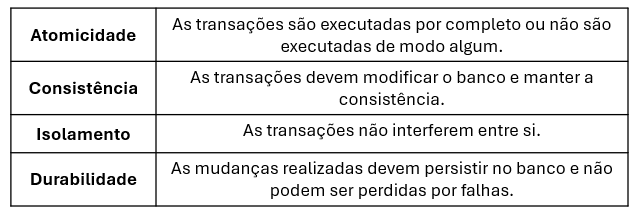 Atomicidade
As transações são executadas por completo ou não são
executadas de modo algum.
Consistência
As transações devem modificar o banco e manter a
consistência.
Isolamento
As transações não interferem entre si.
Durabilidade
As mudanças realizadas devem persistir no banco e não
podem ser perdidas por falhas.